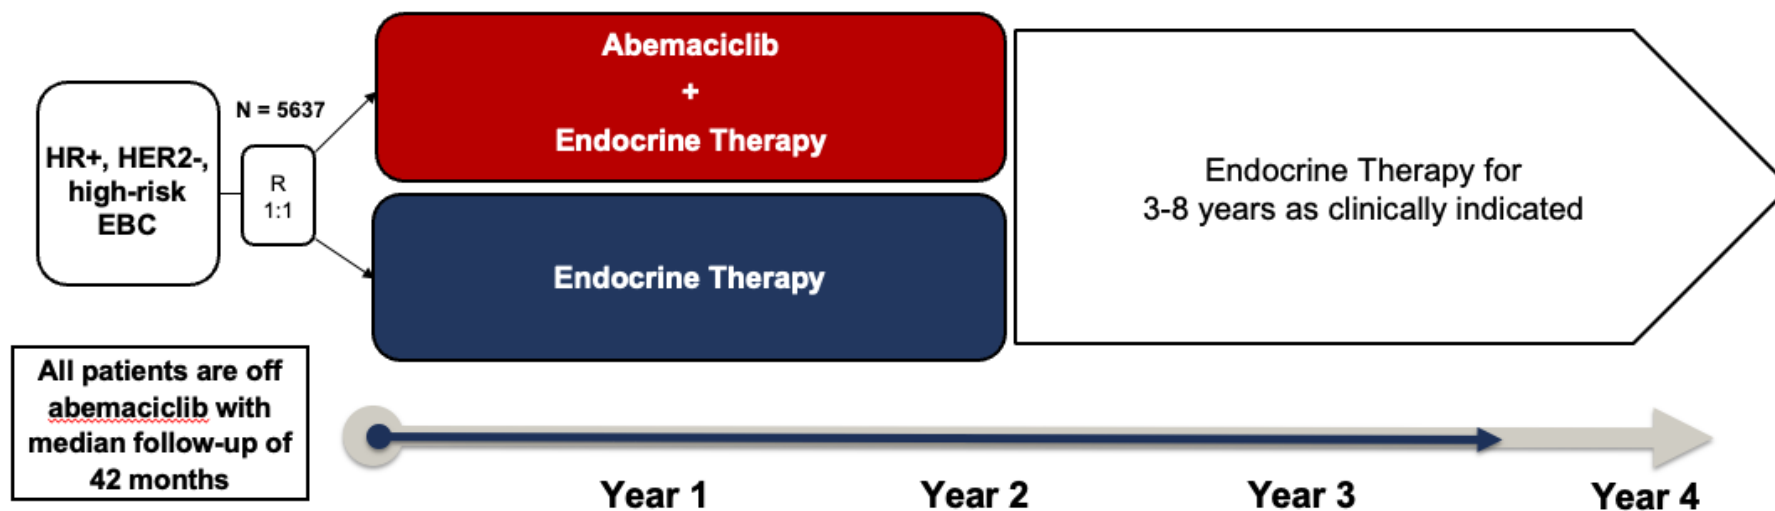 HR+, HER2-,
high-risk
EBC
N = 5637
R
1:1
Abemaciclib
+
Endocrine Therapy
Endocrine Therapy
Endocrine Therapy for
3-8 years as clinically indicated
All patients are off
abemaciclib with
median follow-up of
42 months
Year 1
Year 2
Year 3
Year 4